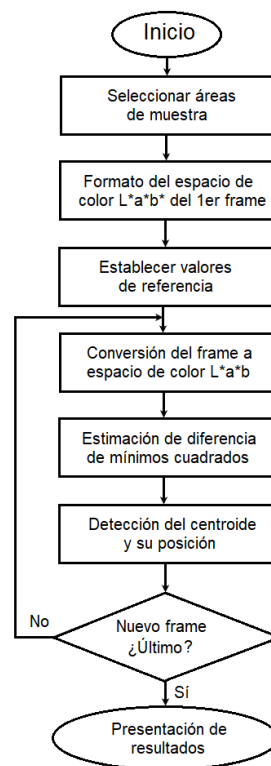 Inicio
Seleccionar áreas
de muestra
Formato del espacio de
color L*a*b* del 1er frame
Establecer valores
de referencia
Conversión del frame a
espacio de color L*a*b
Estimación de diferencia
de mínimos cuadrados
Detección del centroide
y su posición
No
Nuevo frame
¿Último?
Sí
Presentación de
resultados